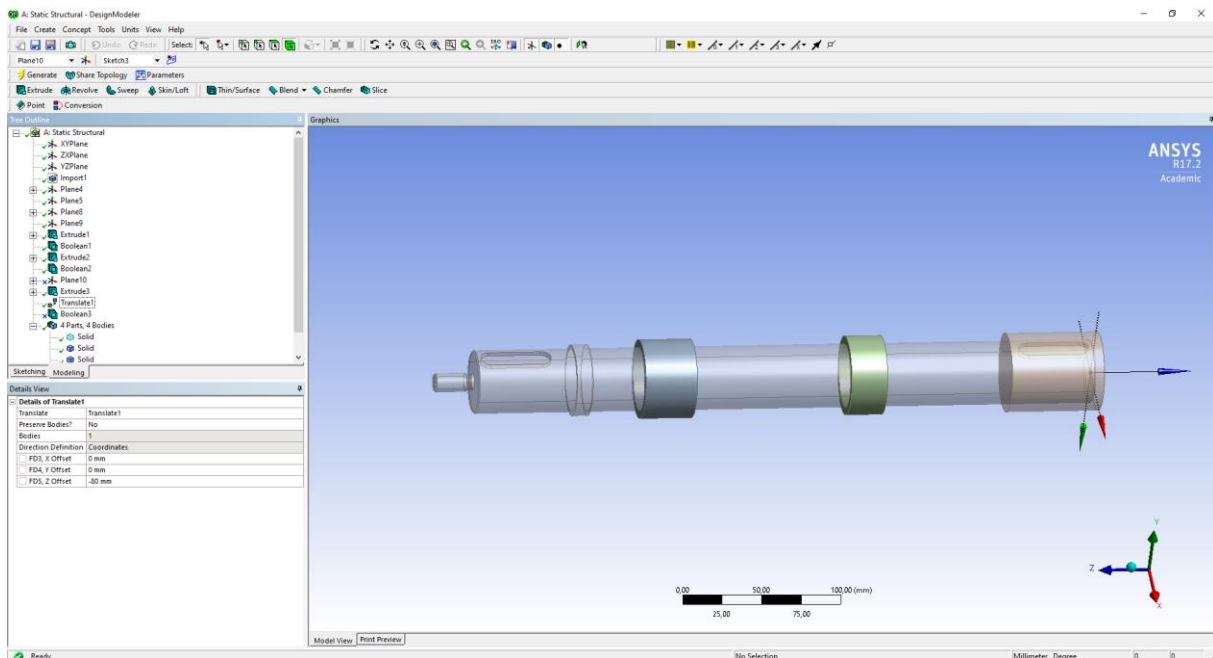 A: Static Structural - DesignModeler
File Create Concept Tools Units View Help
Undo Redo Select:
Plane10 Sketch3
Generate Share Topology Parameters
Extrude Revolve Sweep Skin/Loft Thin/Surface Blend Chamfer Slice
Point Conversion
Tree Outline
A: Static Structural
XYPlane
ZXPlane
YZPlane
Import1
Plane4
Plane5
Plane8
Plane9
Extrude1
Boolean1
Extrude2
Boolean2
Plane10
Extrude3
Translate1
Boolean3
4 Parts, 4 Bodies
Solid
Solid
Solid
Sketching Modeling
Details View
Details of Translate1
Translate Translate1
Preserve Bodies? No
Bodies 1
Direction Definition Coordinates
FD3, X Offset 0 mm
FD4, Y Offset 0 mm
FD5, Z Offset -80 mm
Graphics
ANSYS
R17.2
Academic
Y
Z
X
0,00 50,00 100,00 (mm)
25,00 75,00
Model View Print Preview
Ready No Selection Millimeter Degree 0 0